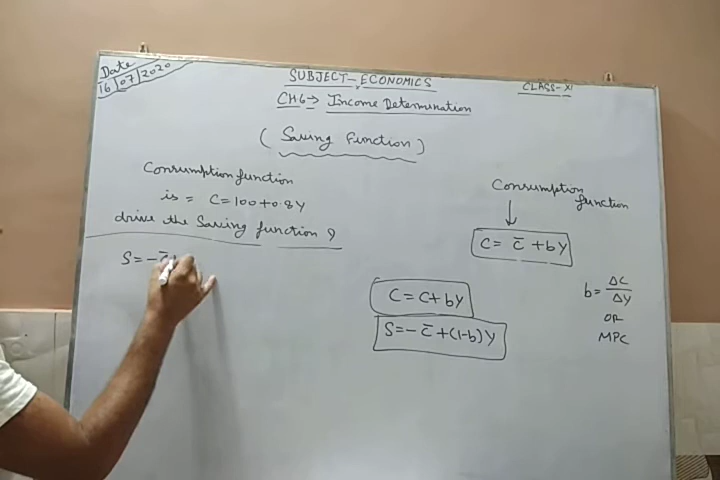 Date
16/07/2020
SUBJECT-ECONOMICS
CLASS-XI
CH6-> Income Determination
(Saving Function)
Consumption function
is = C=100+0.8Y
drive the Saving function ?
S=-C̅+
Consumption
function
↓
C= C̅ +bY
C=C+bY
S=-C̅+(1-b)Y
b=ΔC/ΔY
OR
MPC